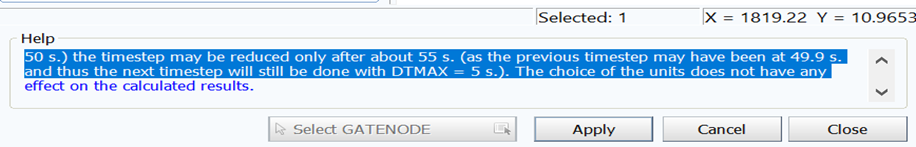 Selected: 1
X = 1819.22 Y = 10.9653
Help
50 s.) the timestep may be reduced only after about 55 s. (as the previous timestep may have been at 49.9 s.
and thus the next timestep will still be done with DTMAX = 5 s.). The choice of the units does not have any
effect on the calculated results.
Select GATENODE
Apply
Cancel
Close